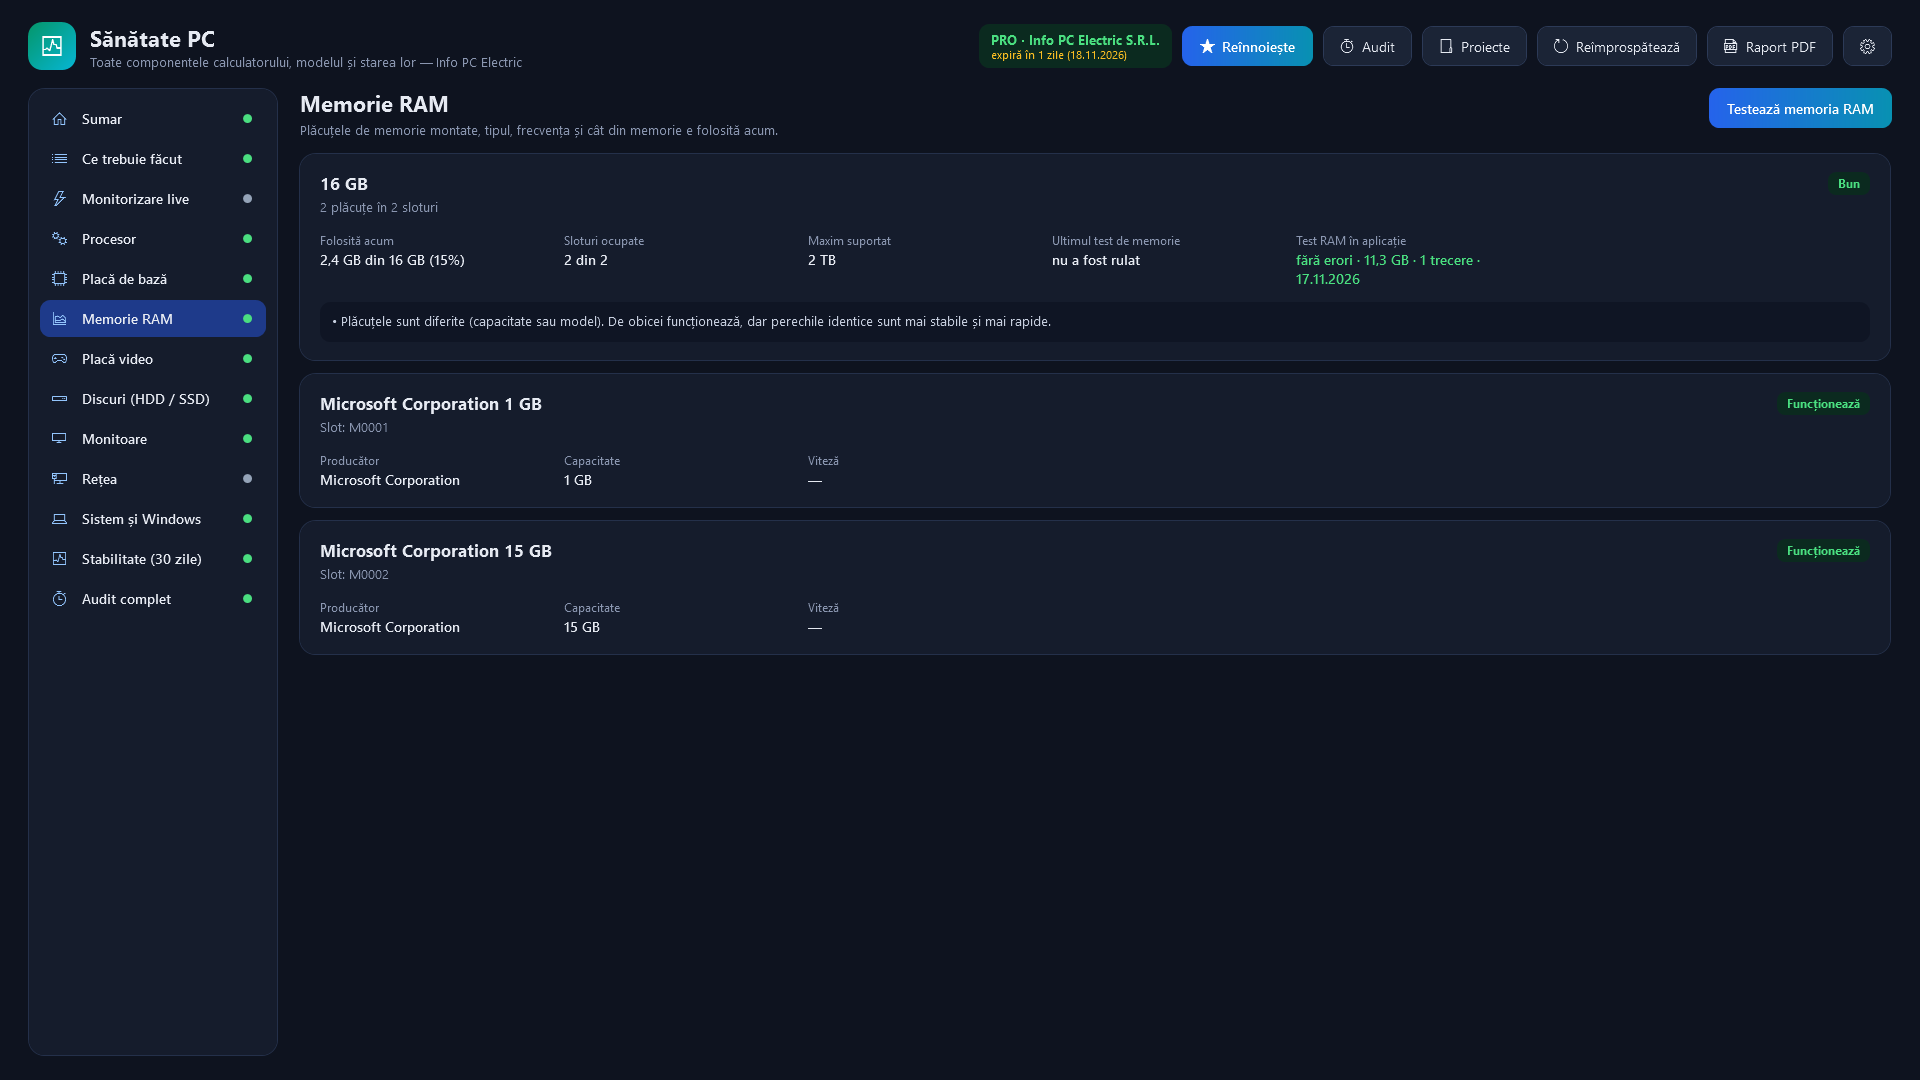 Sănătate PC
Toate componentele calculatorului, modelul și starea lor — Info PC Electric
PRO · Info PC Electric S.R.L.
expiră în 1 zile (18.11.2026)
Reînnoiește
Audit
Proiecte
Reîmprospătează
Raport PDF
Sumar
Ce trebuie făcut
Monitorizare live
Procesor
Placă de bază
Memorie RAM
Placă video
Discuri (HDD / SSD)
Monitoare
Rețea
Sistem și Windows
Stabilitate (30 zile)
Audit complet
Memorie RAM
Plăcuțele de memorie montate, tipul, frecvența și cât din memorie e folosită acum.
Testează memoria RAM
16 GB
Bun
2 plăcuțe în 2 sloturi
Folosită acum
2,4 GB din 16 GB (15%)
Sloturi ocupate
2 din 2
Maxim suportat
2 TB
Ultimul test de memorie
nu a fost rulat
Test RAM în aplicație
fără erori · 11,3 GB · 1 trecere ·
17.11.2026
• Plăcuțele sunt diferite (capacitate sau model). De obicei funcționează, dar perechile identice sunt mai stabile și mai rapide.
Microsoft Corporation 1 GB
Funcționează
Slot: M0001
Producător
Microsoft Corporation
Capacitate
1 GB
Viteză
—
Microsoft Corporation 15 GB
Funcționează
Slot: M0002
Producător
Microsoft Corporation
Capacitate
15 GB
Viteză
—